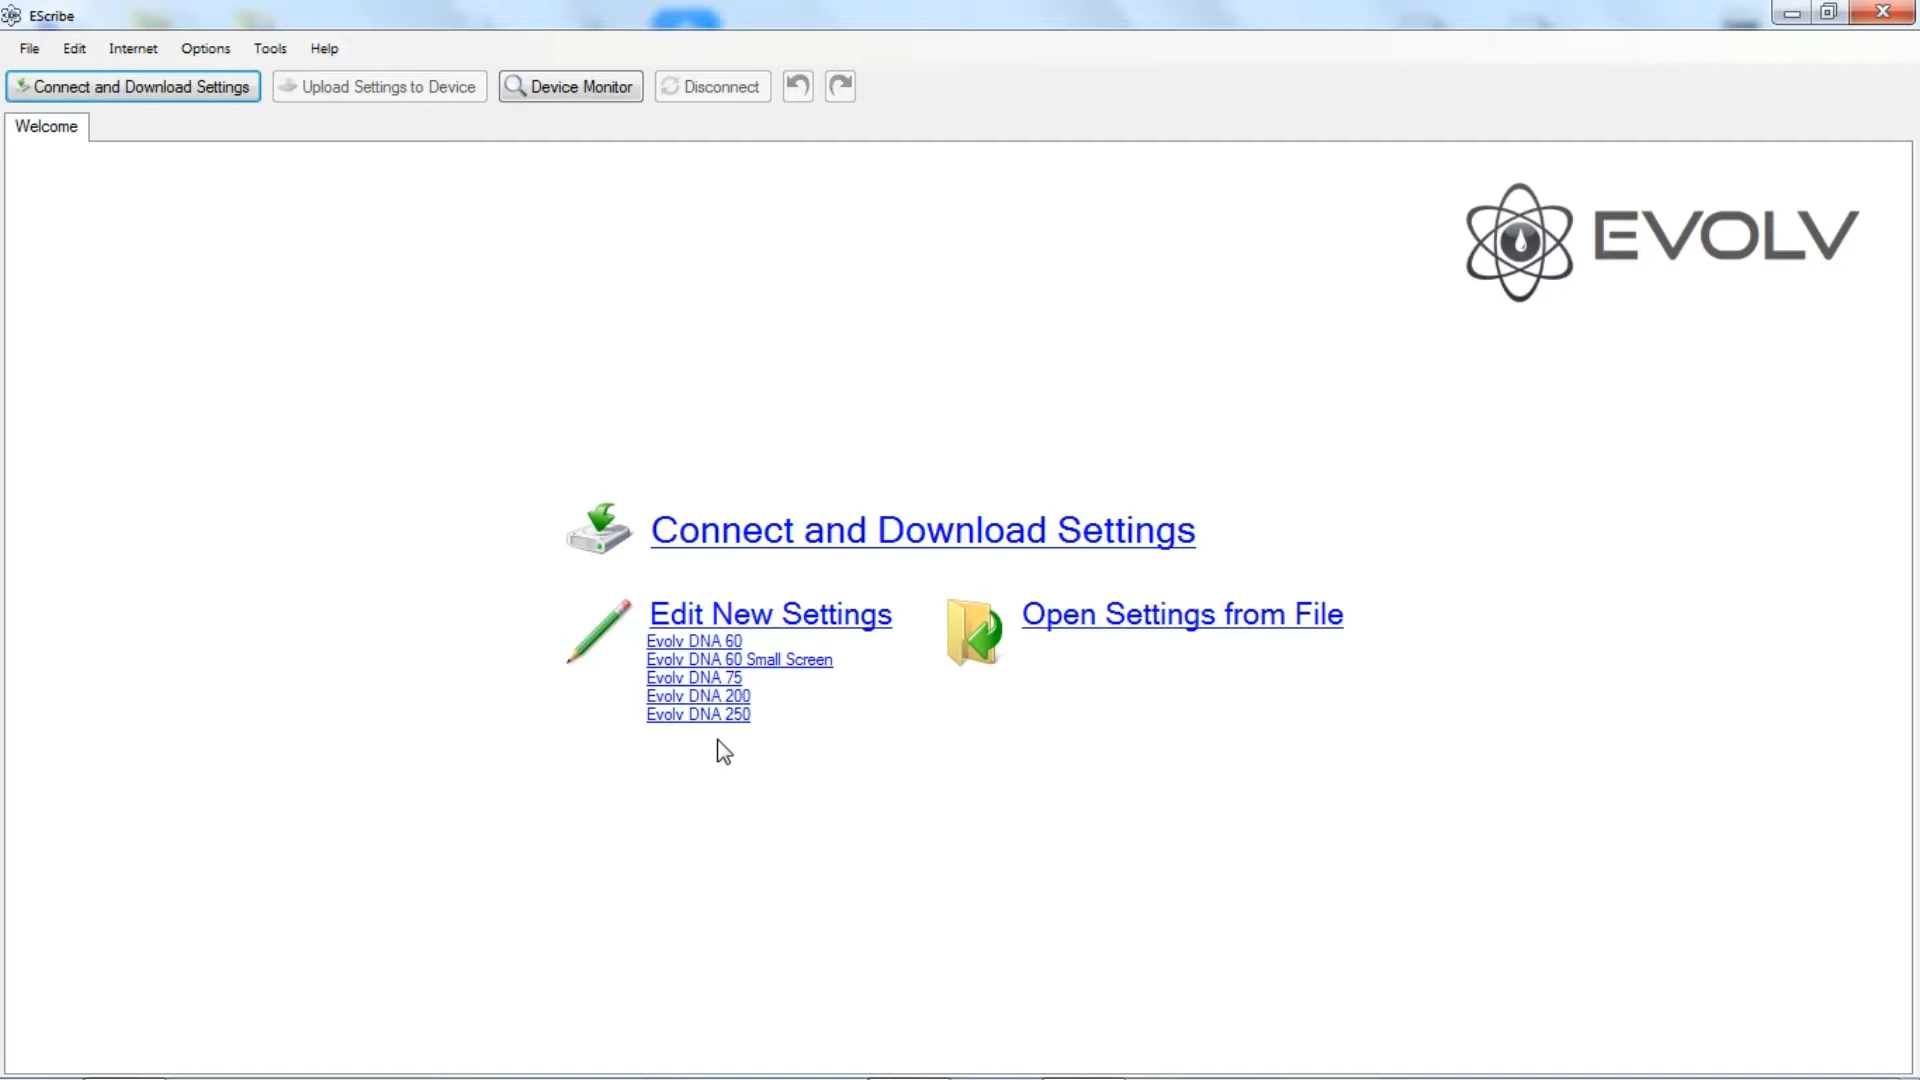 EScribe
File Edit Internet Options Tools Help
Connect and Download Settings Upload Settings to Device Device Monitor Disconnect
Welcome
EVOLV
Connect and Download Settings
Edit New Settings Open Settings from File
Evolv DNA 60
Evolv DNA 60 Small Screen
Evolv DNA 75
Evolv DNA 200
Evolv DNA 250